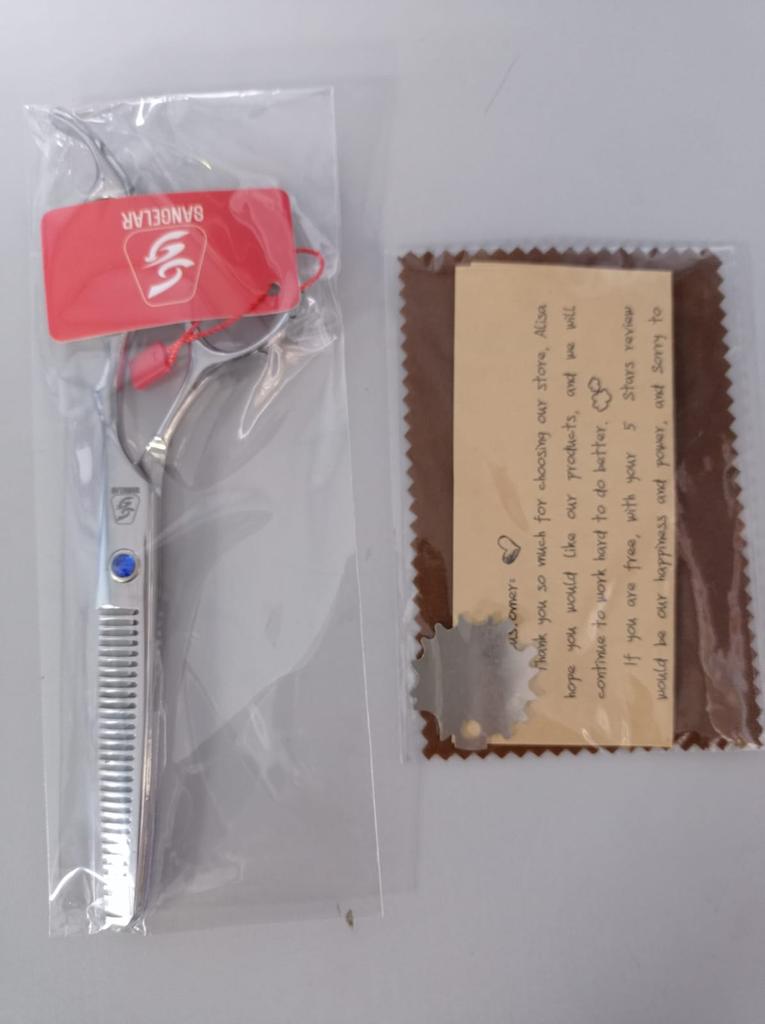 SANGELAR
SANGELAR
Thank you so much for choosing our store, Alisa
hope you would like our products, and we will
continue to work hard to do better.
If you are free, with your 5 stars review
would be our happiness and power, and Sorry to